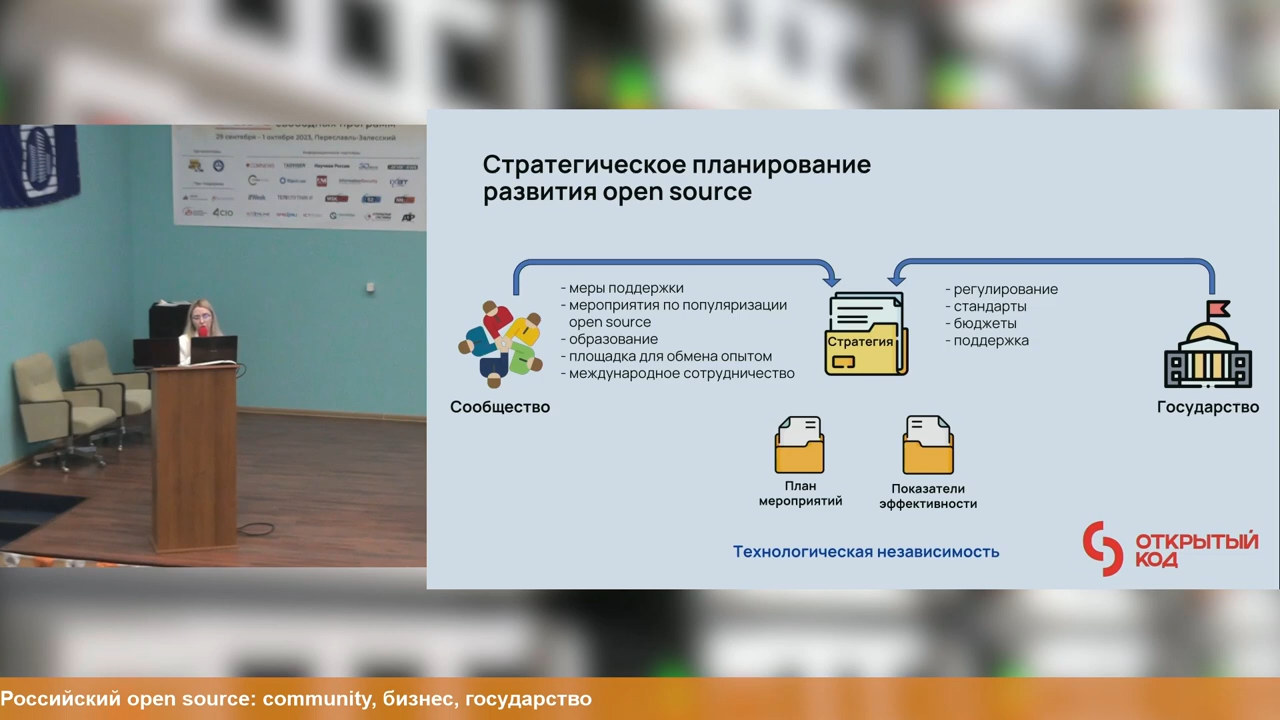 29 сентября - 1 октября 2023, Переславль-Залесский
Стратегическое планирование
развития open source
- меры поддержки
- мероприятия по популяризации
open source
- образование
- площадка для обмена опытом
- международное сотрудничество
Стратегия
- регулирование
- стандарты
- бюджеты
- поддержка
Сообщество
Государство
План
мероприятий
Показатели
эффективности
Технологическая независимость
ОТКРЫТЫЙ
КОД
Российский open source: community, бизнес, государство